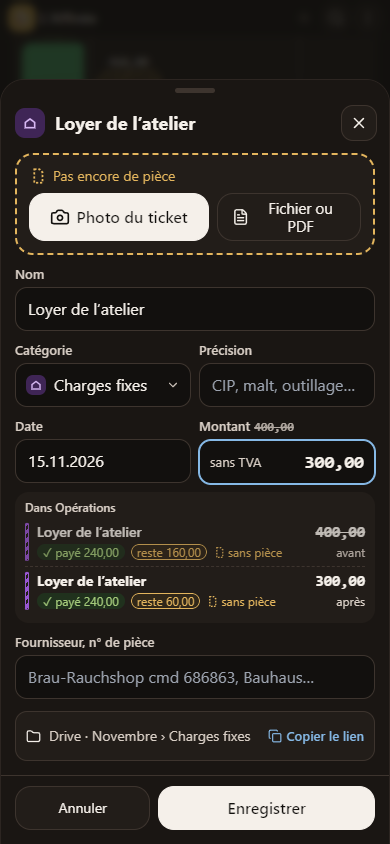 Loyer de l'atelier
Pas encore de pièce
Photo du ticket
Fichier ou
PDF
Nom
Loyer de l'atelier
Catégorie
Précision
Charges fixes
CIP, malt, outillage...
Date
Montant 400,00
15.11.2026
sans TVA 300,00
Dans Opérations
Loyer de l'atelier 400,00
✓ payé 240,00 reste 160,00 sans pièce avant
Loyer de l'atelier 300,00
✓ payé 240,00 reste 60,00 sans pièce après
Fournisseur, n° de pièce
Brau-Rauchshop cmd 686863, Bauhaus...
Drive · Novembre › Charges fixes Copier le lien
Annuler
Enregistrer